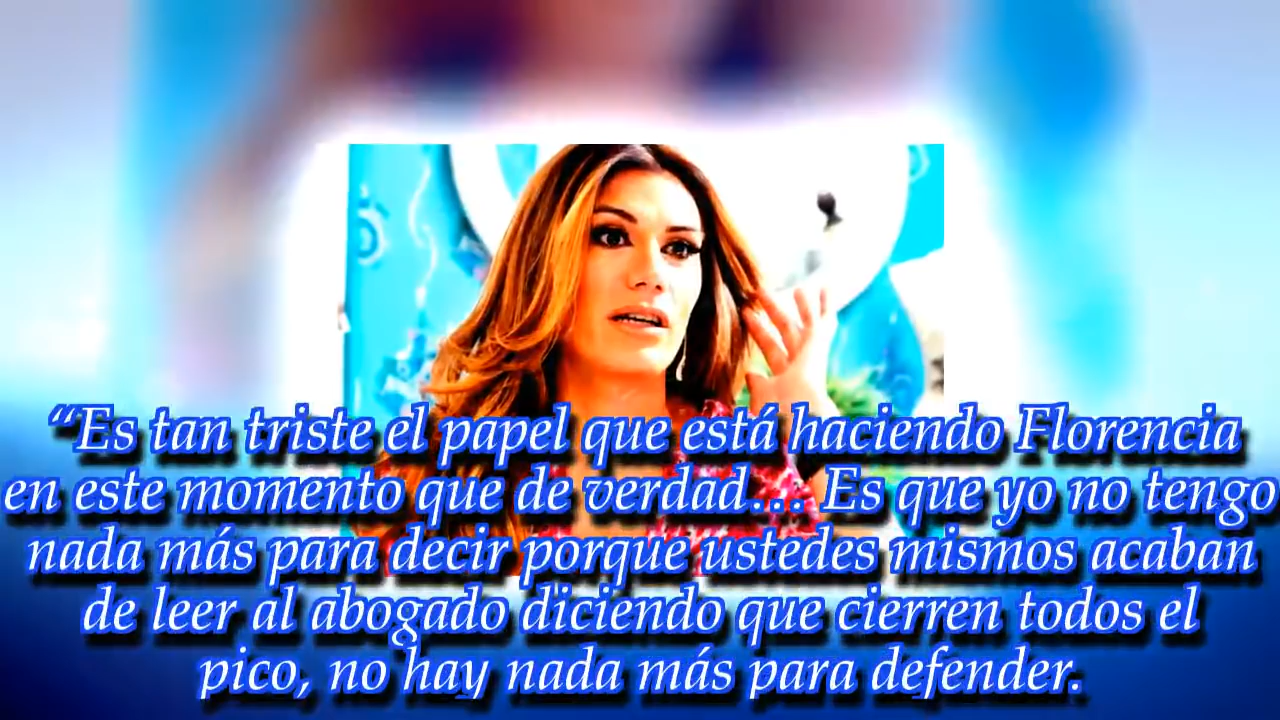 “Es tan triste el papel que está haciendo Florencia
en este momento que de verdad… Es que yo no tengo
nada más para decir porque ustedes mismos acaban
de leer al abogado diciendo que cierren todos el
pico, no hay nada más para defender.